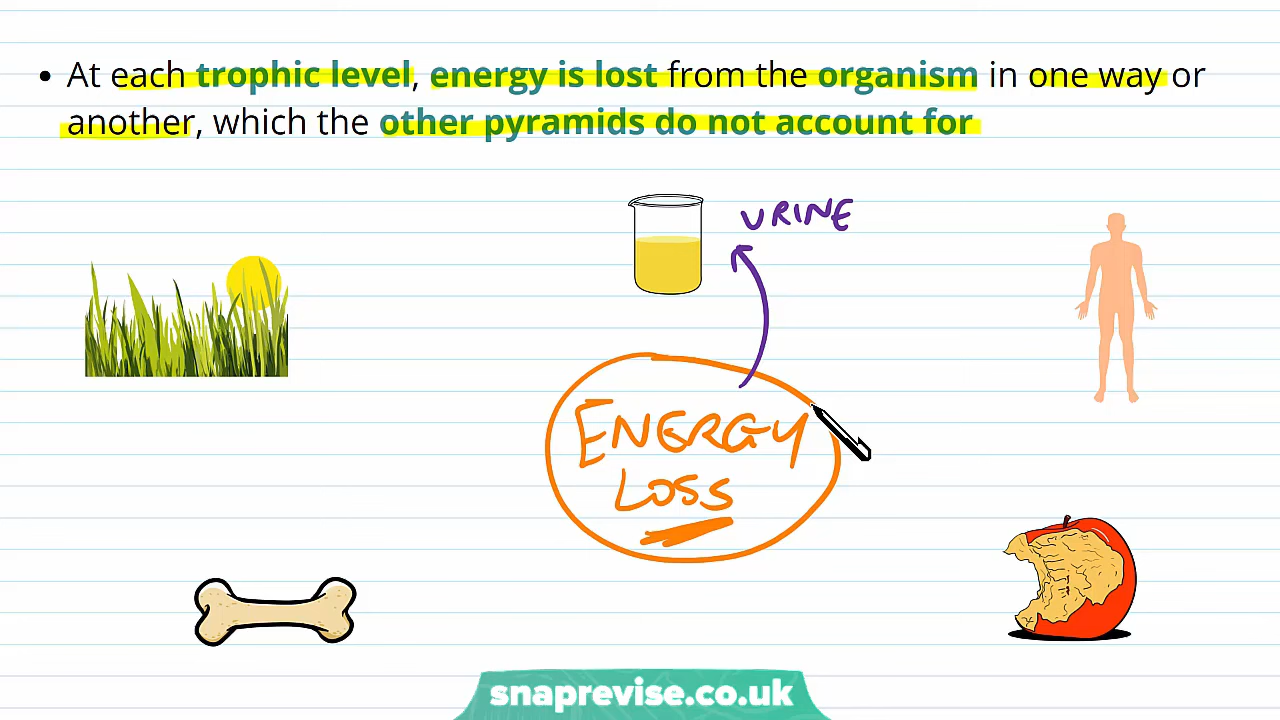 • At each trophic level, energy is lost from the organism in one way or
another, which the other pyramids do not account for
URINE
ENERGY
LOSS
snaprevise.co.uk